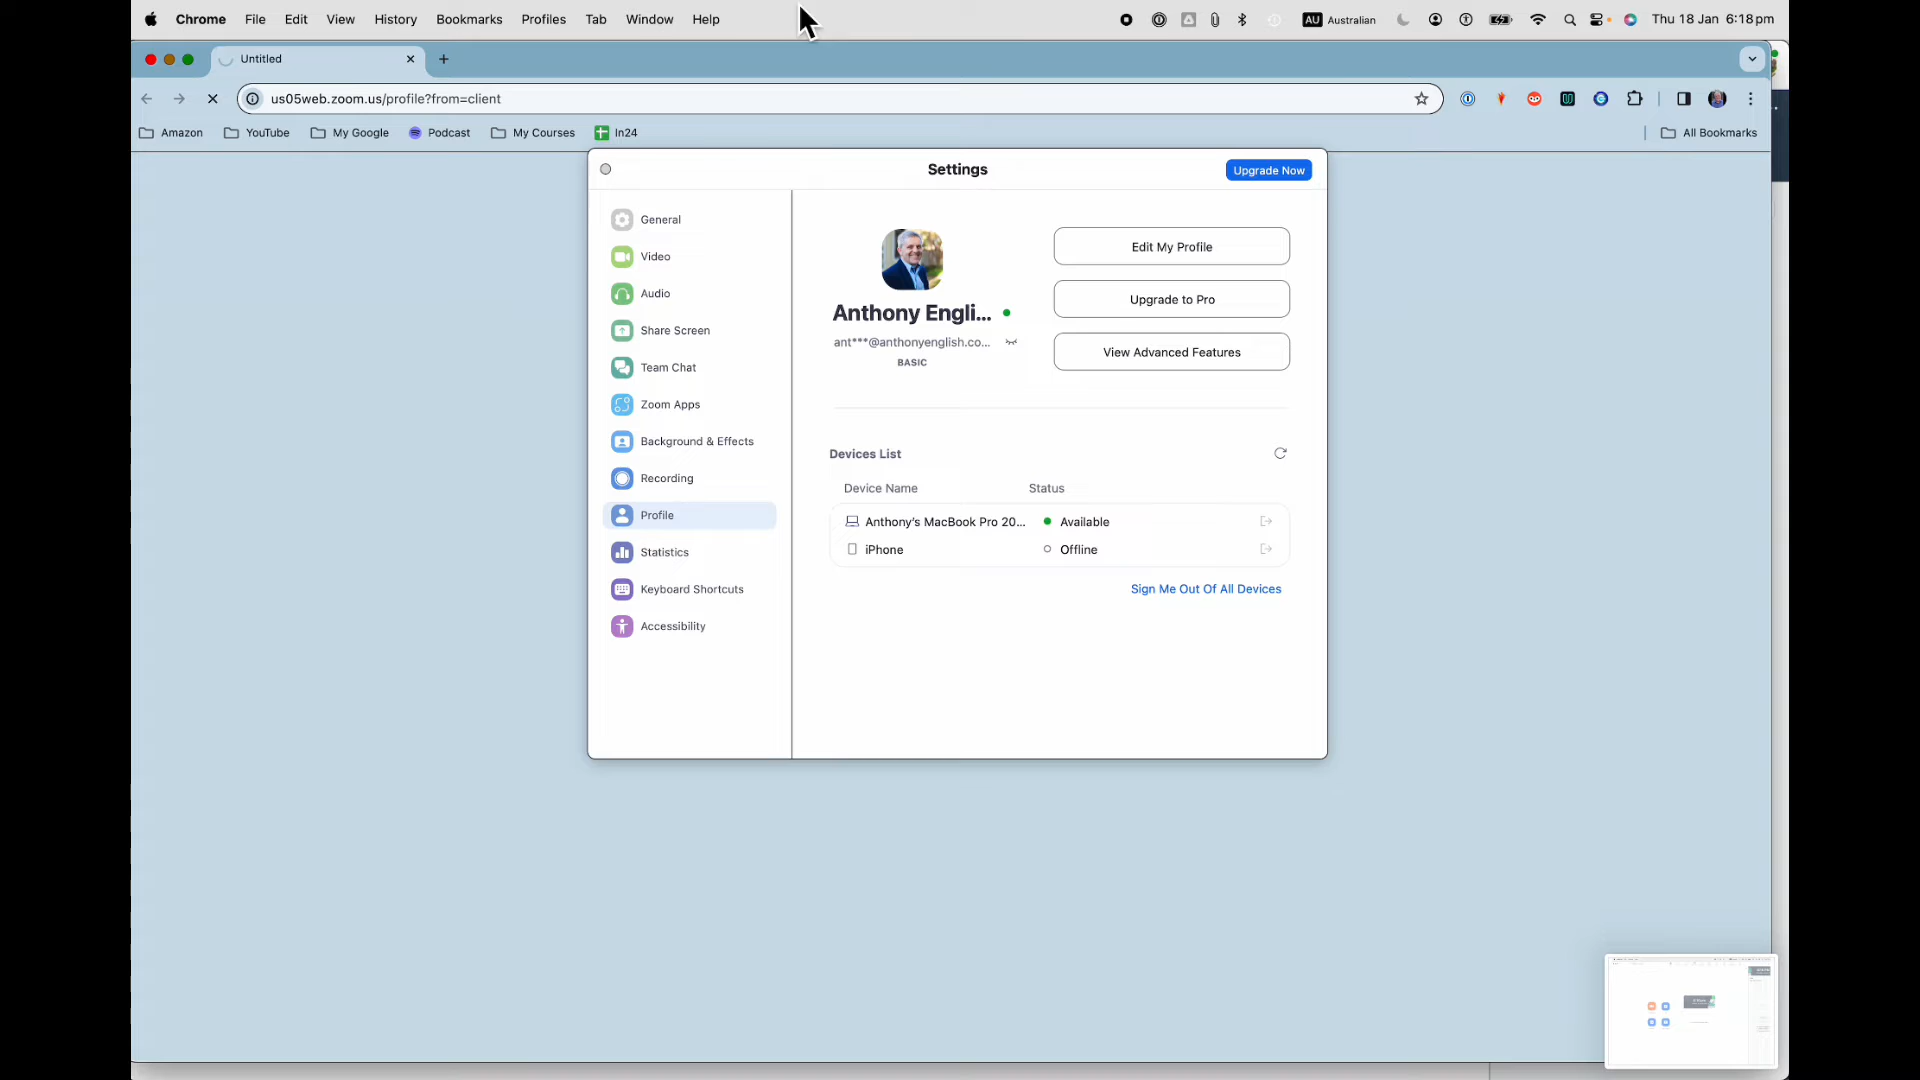 Chrome File Edit View History Bookmarks Profiles Tab Window Help AU Australian Thu 18 Jan 6:18 pm
Untitled
us05web.zoom.us/profile?from=client
Amazon YouTube My Google Podcast My Courses In24 All Bookmarks
Settings Upgrade Now
General
Video
Audio
Share Screen
Team Chat
Zoom Apps
Background & Effects
Recording
Profile
Statistics
Keyboard Shortcuts
Accessibility
Anthony Engli...
ant***@anthonyenglish.co...
BASIC
Edit My Profile
Upgrade to Pro
View Advanced Features
Devices List
Device Name Status
Anthony's MacBook Pro 20... Available
iPhone Offline
Sign Me Out Of All Devices